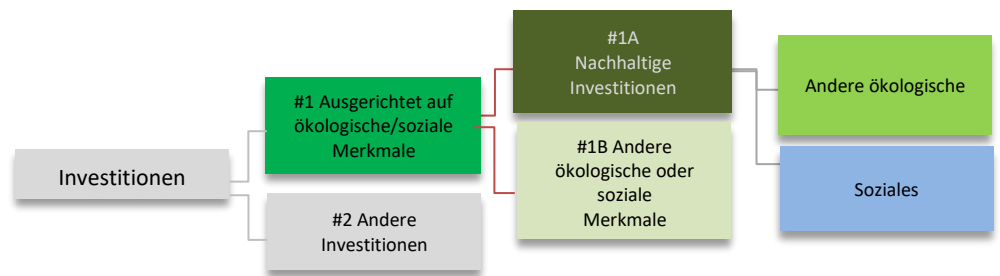 Investitionen
#1 Ausgerichtet auf
ökologische/soziale
Merkmale
#2 Andere
Investitionen
#1A
Nachhaltige
Investitionen
#1B Andere
ökologische oder
soziale
Merkmale
Andere ökologische
Soziales